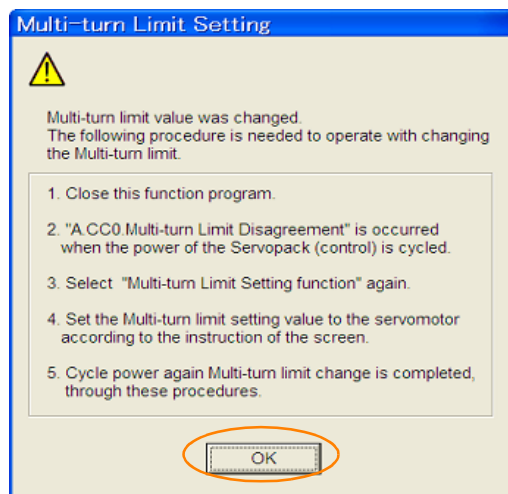 Multi-turn Limit Setting
Multi-turn limit value was changed.
The following procedure is needed to operate with changing
the Multi-turn limit.
1. Close this function program.
2. "A.CC0.Multi-turn Limit Disagreement" is occurred
when the power of the Servopack (control) is cycled.
3. Select "Multi-turn Limit Setting function" again.
4. Set the Multi-turn limit setting value to the servomotor
according to the instruction of the screen.
5. Cycle power again Multi-turn limit change is completed,
through these procedures.
OK